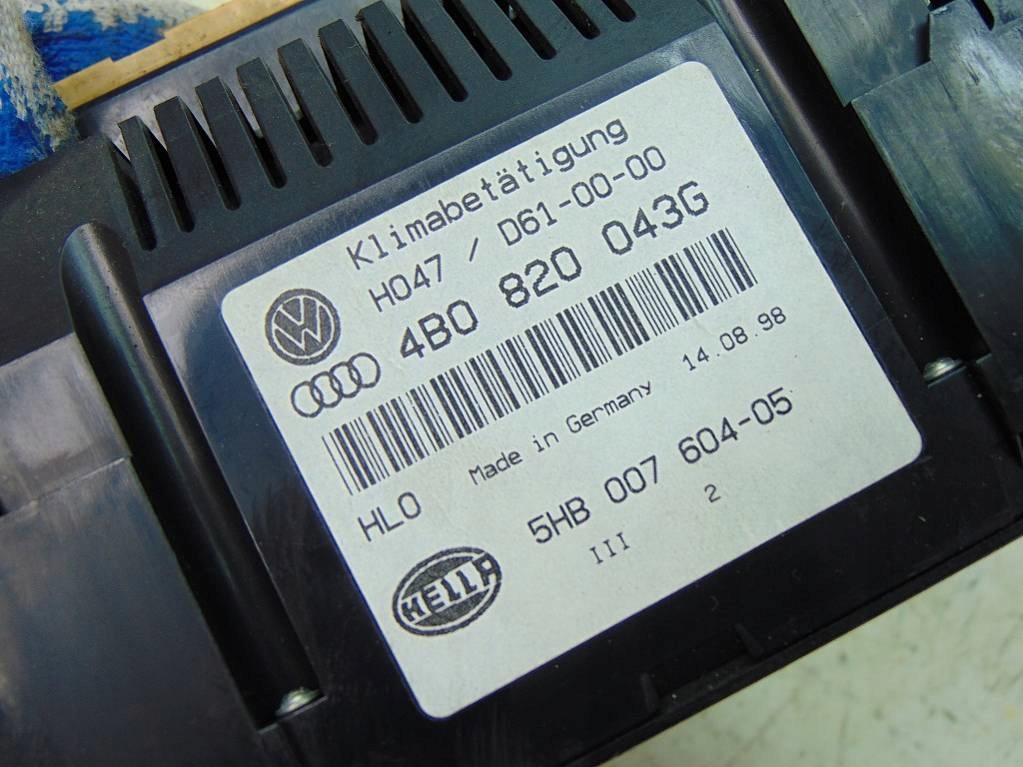 Klimabetätigung
H047 / D61-00-00
4B0 820 043G
Made in Germany 14.08.98
HLO 5HB 007 604-05
III 2
HELLA
VW